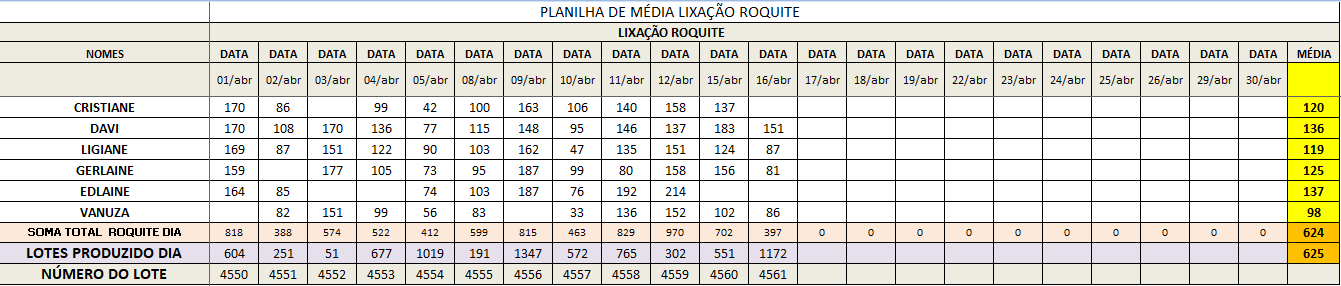 PLANILHA DE MÉDIA LIXAÇÃO ROQUITE
LIXAÇÃO ROQUITE
NOMES DATA DATA DATA DATA DATA DATA DATA DATA DATA DATA DATA DATA DATA DATA DATA DATA DATA DATA DATA DATA DATA DATA MÉDIA
01/abr 02/abr 03/abr 04/abr 05/abr 08/abr 09/abr 10/abr 11/abr 12/abr 15/abr 16/abr 17/abr 18/abr 19/abr 22/abr 23/abr 24/abr 25/abr 26/abr 29/abr 30/abr
CRISTIANE 170 86 99 42 100 163 106 140 158 137 120
DAVI 170 108 170 136 77 115 148 95 146 137 183 151 136
LIGIANE 169 87 151 122 90 103 162 47 135 151 124 87 119
GERLAINE 159 177 105 73 95 187 99 80 158 156 81 125
EDLAINE 164 85 74 103 187 76 192 214 137
VANUZA 82 151 99 56 83 33 136 152 102 86 98
SOMA TOTAL ROQUITE DIA 818 388 574 522 412 599 815 463 829 970 702 397 0 0 0 0 0 0 0 0 0 0 624
LOTES PRODUZIDO DIA 604 251 51 677 1019 191 1347 572 765 302 551 1172 625
NÚMERO DO LOTE 4550 4551 4552 4553 4554 4555 4556 4557 4558 4559 4560 4561